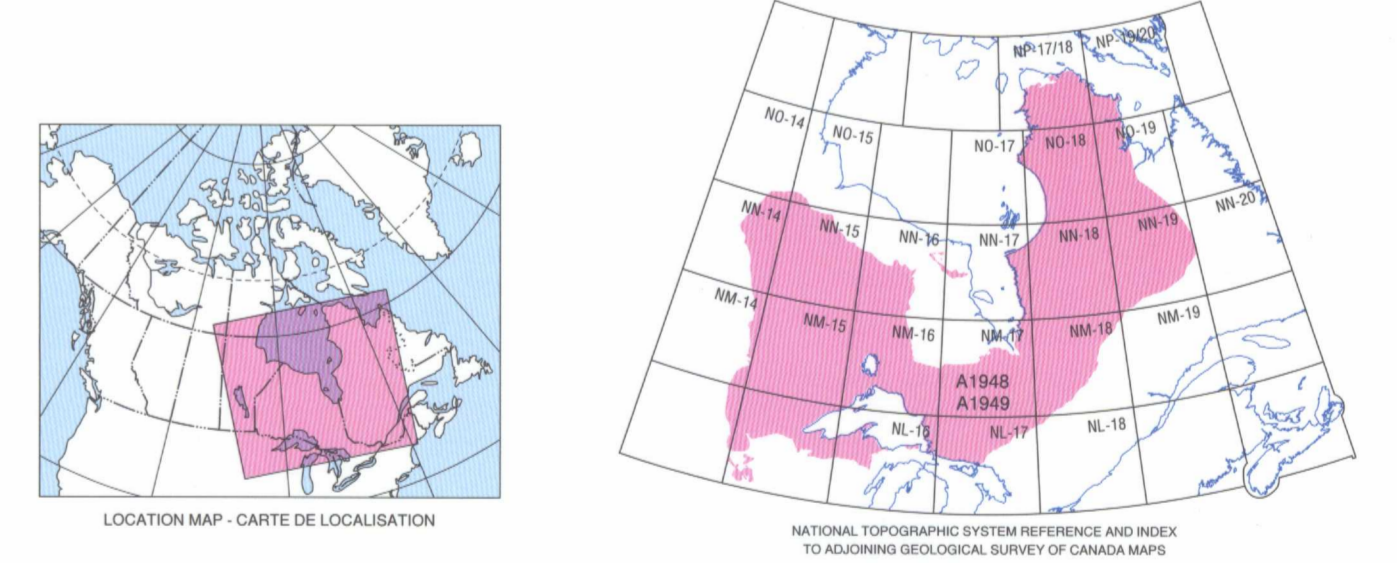 NP-17/18
NP-19/20
NO-14
NO-15
NO-17
NO-18
NO-19
NN-14
NN-15
NN-16
NN-17
NN-18
NN-19
NN-20
NM-14
NM-15
NM-16
NM-17
NM-18
NM-19
A1948
A1949
NL-16
NL-17
NL-18
LOCATION MAP - CARTE DE LOCALISATION
NATIONAL TOPOGRAPHIC SYSTEM REFERENCE AND INDEX
TO ADJOINING GEOLOGICAL SURVEY OF CANADA MAPS